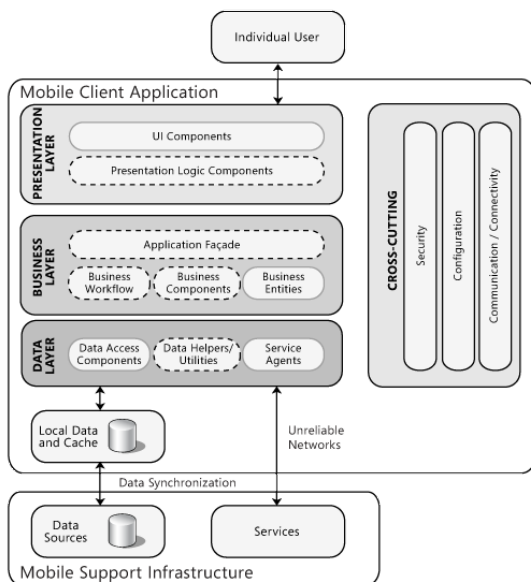 Individual User
Mobile Client Application
PRESENTATION
LAYER
UI Components
Presentation Logic Components
BUSINESS
LAYER
Application Façade
Business
Workflow
Business
Components
Business
Entities
DATA
LAYER
Data Access
Components
Data Helpers/
Utilities
Service
Agents
CROSS-CUTTING
Security
Configuration
Communication / Connectivity
Local Data
and Cache
Unreliable
Networks
Data Synchronization
Data
Sources
Services
Mobile Support Infrastructure